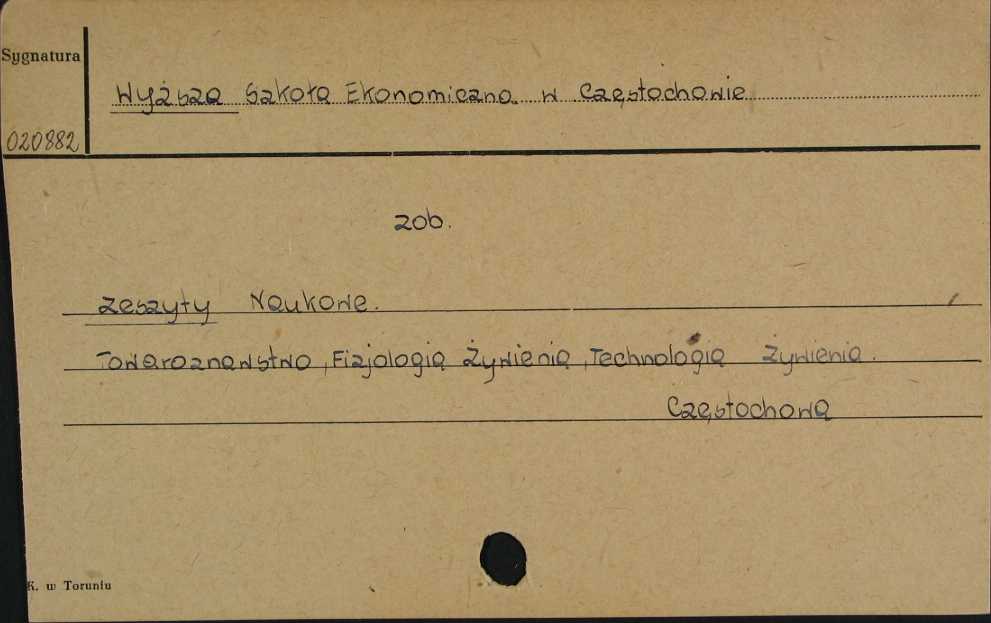 Sygnatura
Wyższa Szkoła Ekonomiczna w Częstochowie
020882
zob.
Zeszyty Naukowe.
Towaroznawstwo, Fizjologia Żywienia, Technologia Żywienia.
Częstochowa
K. w Toruniu